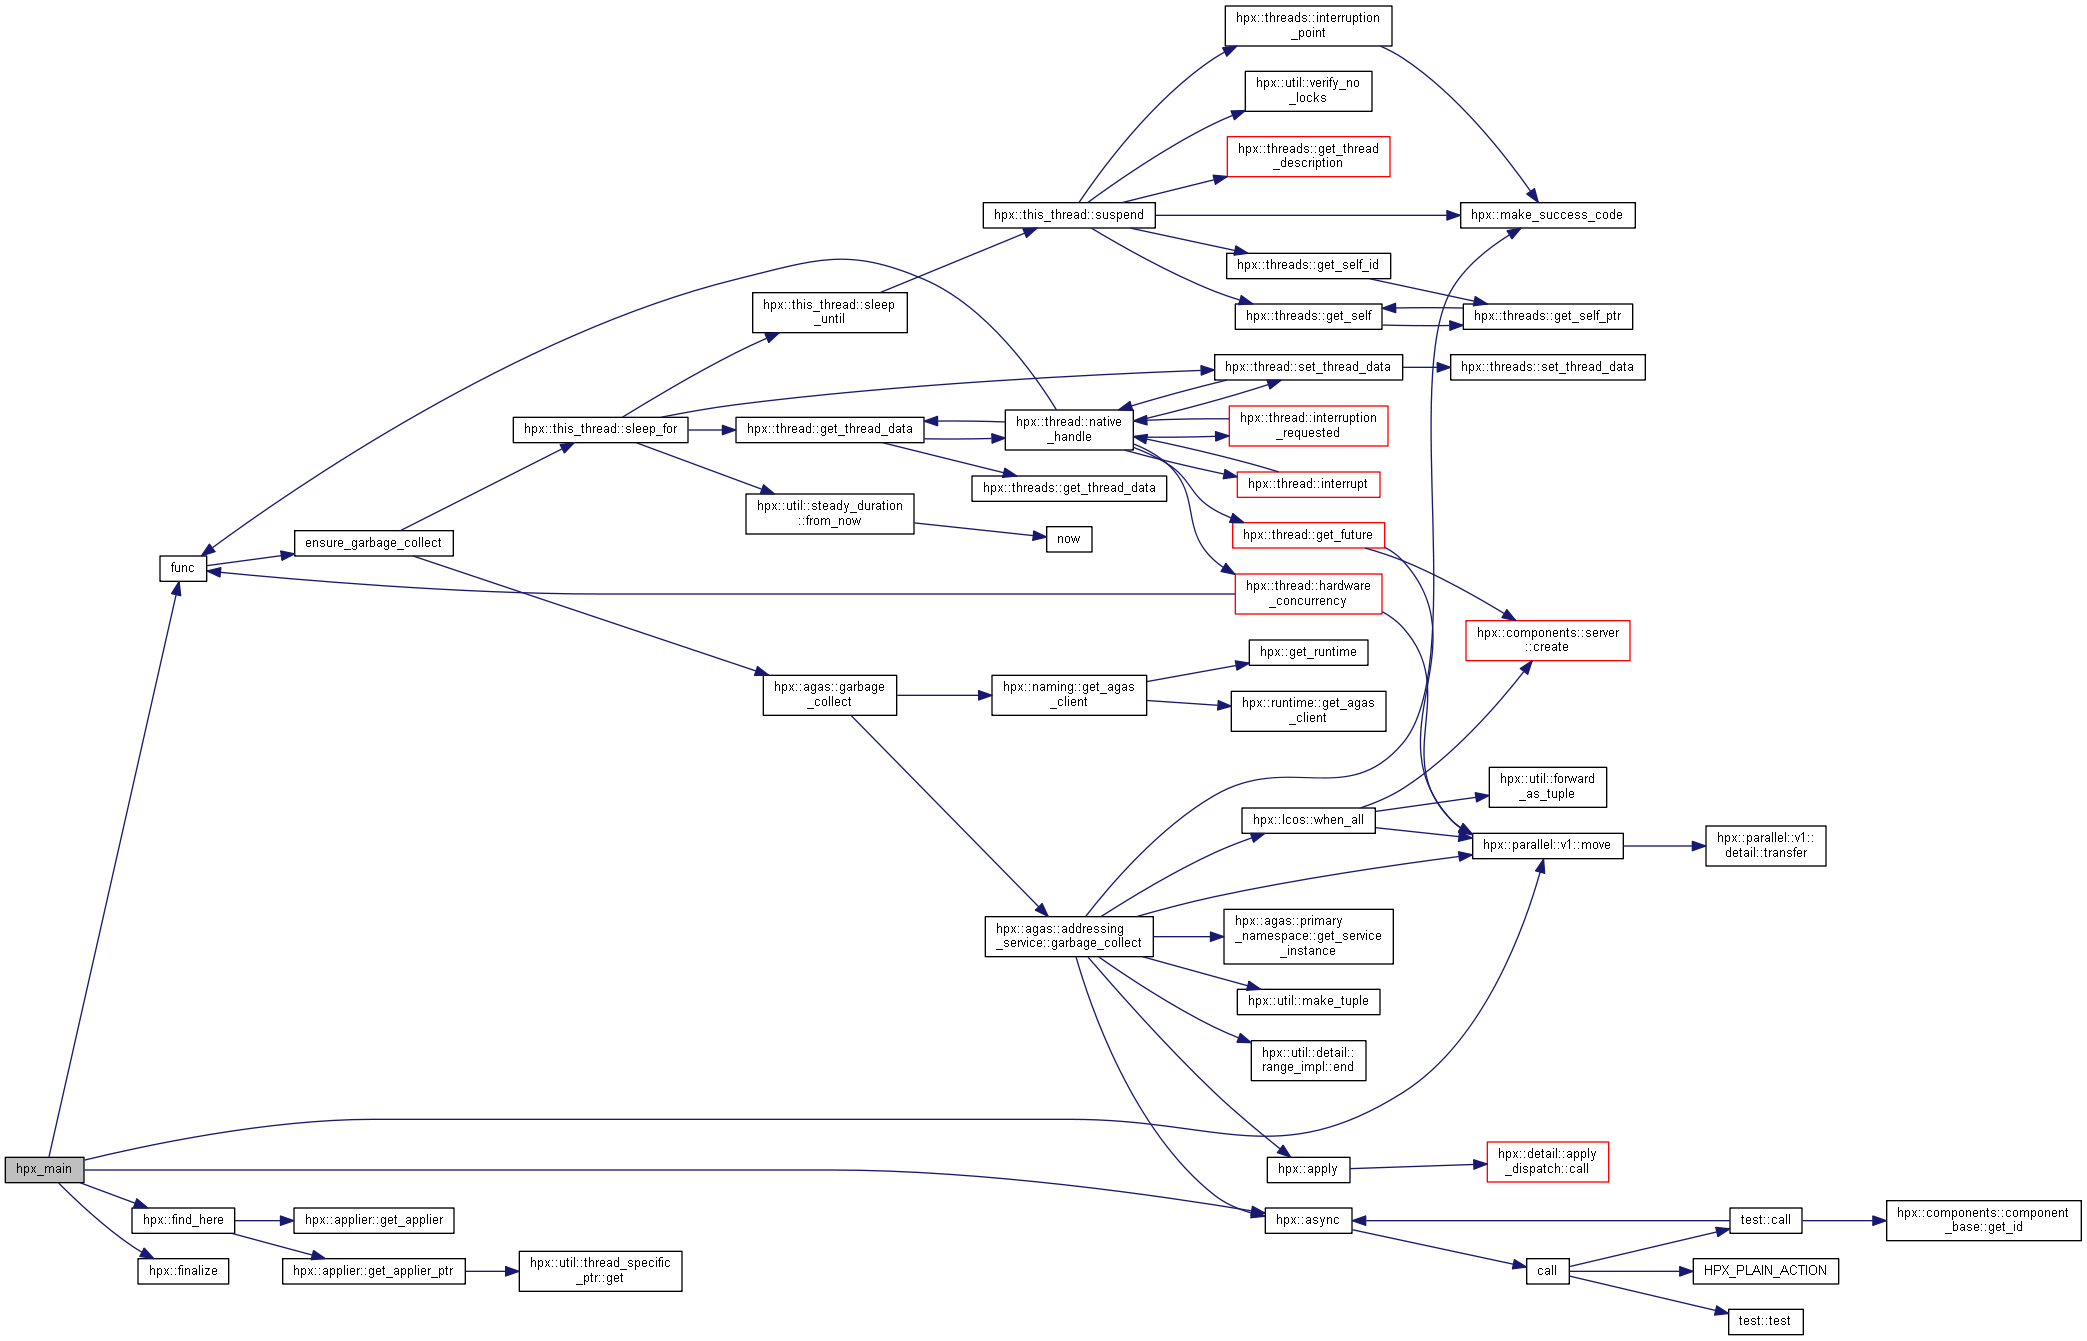 hpx::threads::interruption
_point
hpx::util::verify_no
_locks
hpx::threads::get_thread
_description
hpx::this_thread::suspend
hpx::make_success_code
hpx::threads::get_self_id
hpx::this_thread::sleep
_until
hpx::threads::get_self
hpx::threads::get_self_ptr
hpx::thread::set_thread_data
hpx::threads::set_thread_data
hpx::this_thread::sleep_for
hpx::thread::get_thread_data
hpx::thread::native
_handle
hpx::thread::interruption
_requested
hpx::threads::get_thread_data
hpx::thread::interrupt
hpx::util::steady_duration
::from_now
now
hpx::thread::get_future
ensure_garbage_collect
func
hpx::thread::hardware
_concurrency
hpx::components::server
::create
hpx::get_runtime
hpx::agas::garbage
_collect
hpx::naming::get_agas
_client
hpx::runtime::get_agas
_client
hpx::util::forward
_as_tuple
hpx::lcos::when_all
hpx::parallel::v1::move
hpx::parallel::v1::
detail::transfer
hpx::agas::addressing
_service::garbage_collect
hpx::agas::primary
_namespace::get_service
_instance
hpx::util::make_tuple
hpx::util::detail::
range_impl::end
hpx_main
hpx::apply
hpx::detail::apply
_dispatch::call
hpx::find_here
hpx::applier::get_applier
hpx::async
test::call
hpx::components::component
_base::get_id
hpx::finalize
hpx::applier::get_applier_ptr
hpx::util::thread_specific
_ptr::get
call
HPX_PLAIN_ACTION
test::test